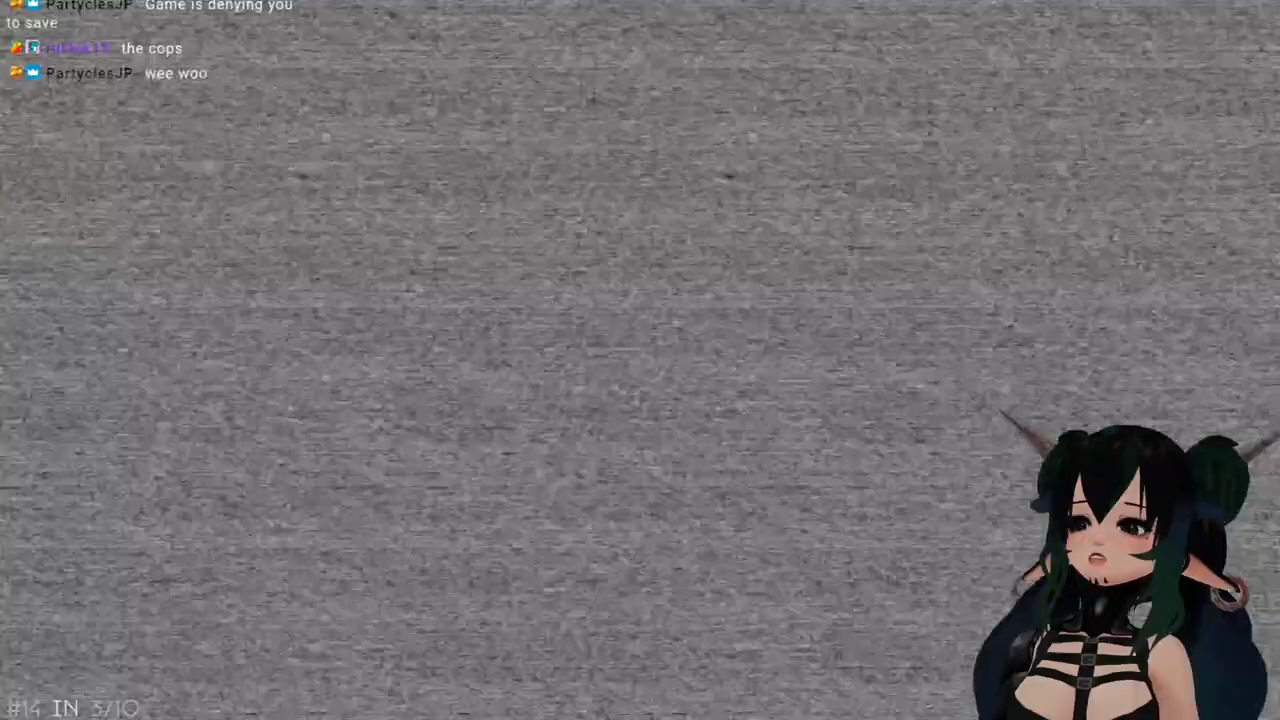 PartyclesJP Game is denying you
to save
the cops
PartyclesJP wee woo
#14 IN 3/10